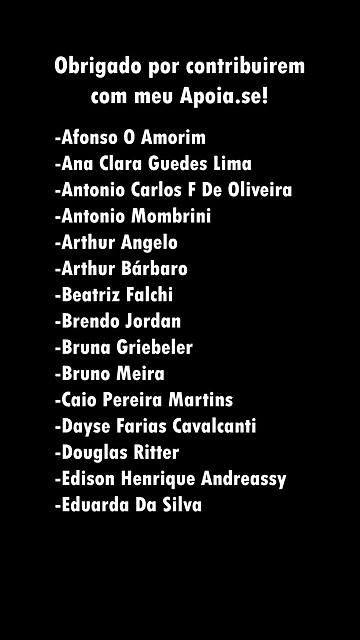 Obrigado por contribuirem
com meu Apoia.se!
-Afonso O Amorim
-Ana Clara Guedes Lima
-Antonio Carlos F De Oliveira
-Antonio Mombrini
-Arthur Angelo
-Arthur Bárbaro
-Beatriz Falchi
-Brendo Jordan
-Bruna Griebeler
-Bruno Meira
-Caio Pereira Martins
-Dayse Farias Cavalcanti
-Douglas Ritter
-Edison Henrique Andreassy
-Eduarda Da Silva